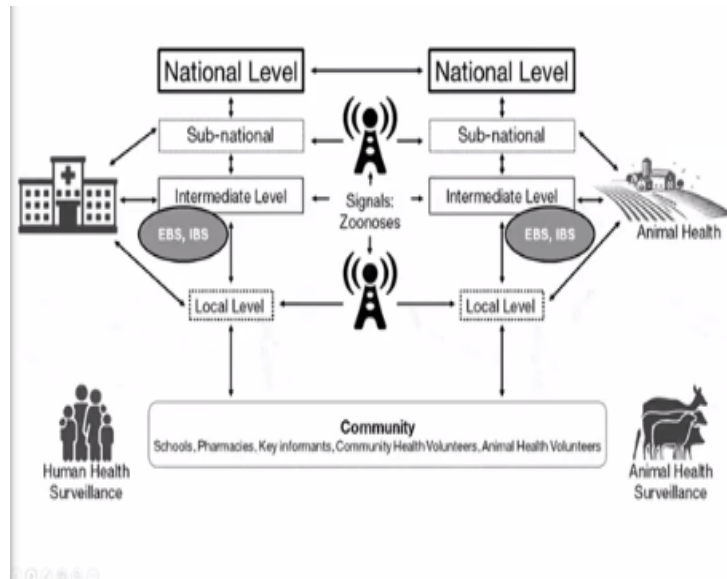 National Level
National Level
Sub-national
Sub-national
Intermediate Level
Signals:
Zoonoses
Intermediate Level
EBS, IBS
EBS, IBS
Animal Health
Local Level
Local Level
Community
Schools, Pharmacies, Key informants, Community Health Volunteers, Animal Health Volunteers
Human Health
Surveillance
Animal Health
Surveillance